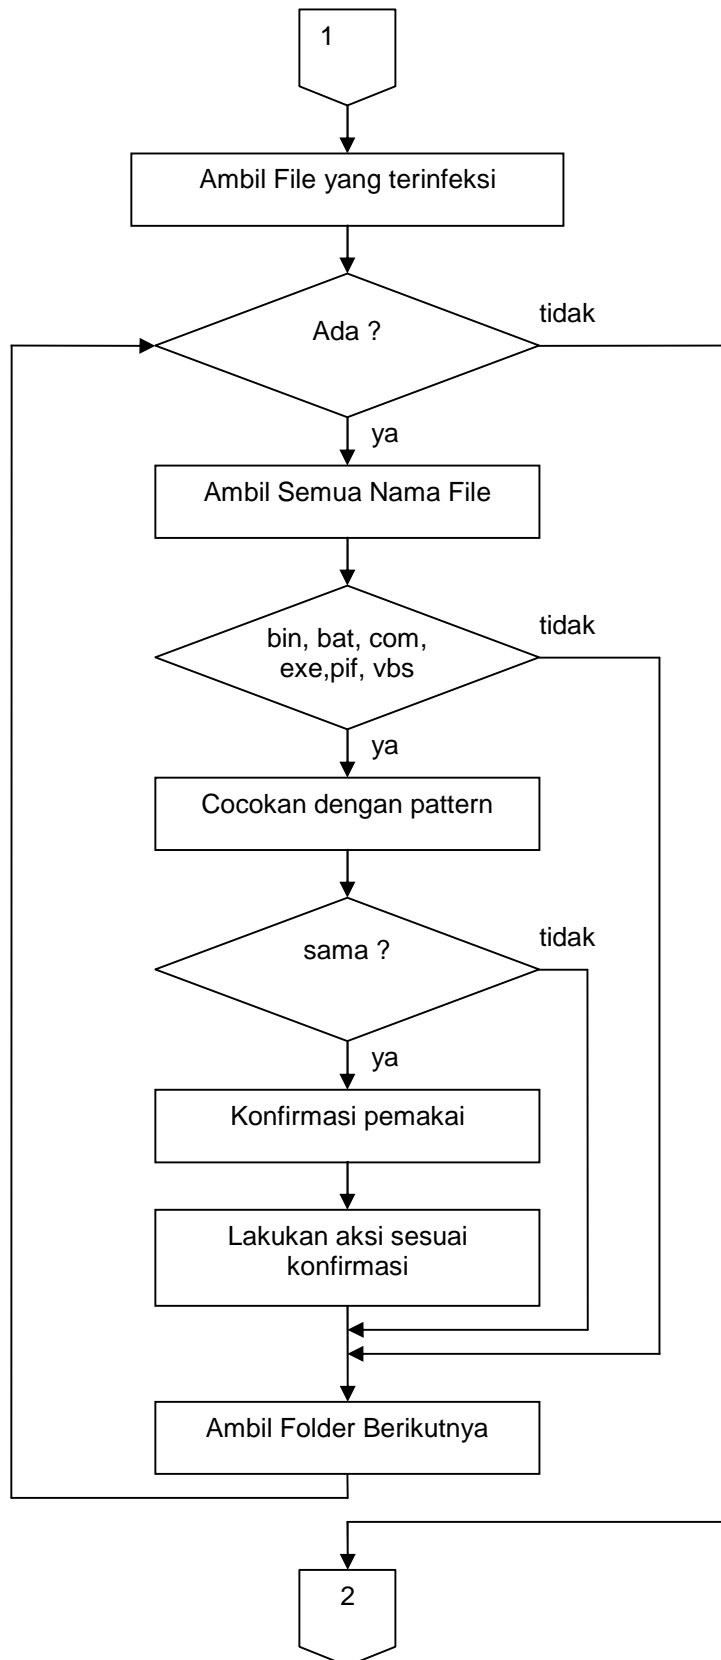 1
Ambil File yang terinfeksi
Ada ?
tidak
ya
Ambil Semua Nama File
bin, bat, com,
exe,pif, vbs
tidak
ya
Cocokan dengan pattern
sama ?
tidak
ya
Konfirmasi pemakai
Lakukan aksi sesuai
konfirmasi
Ambil Folder Berikutnya
2